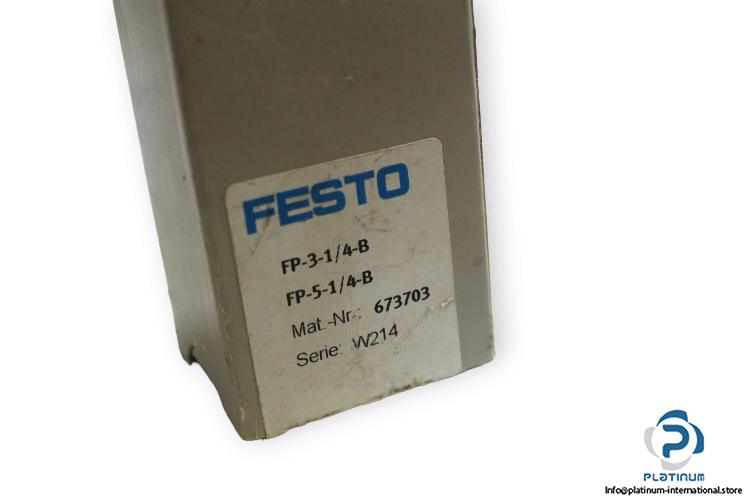 FESTO
FP-3-1/4-B
FP-5-1/4-B
Mat.-Nr.: 673703
Serie: W214
PLATINUM
Info@platinum-international.store